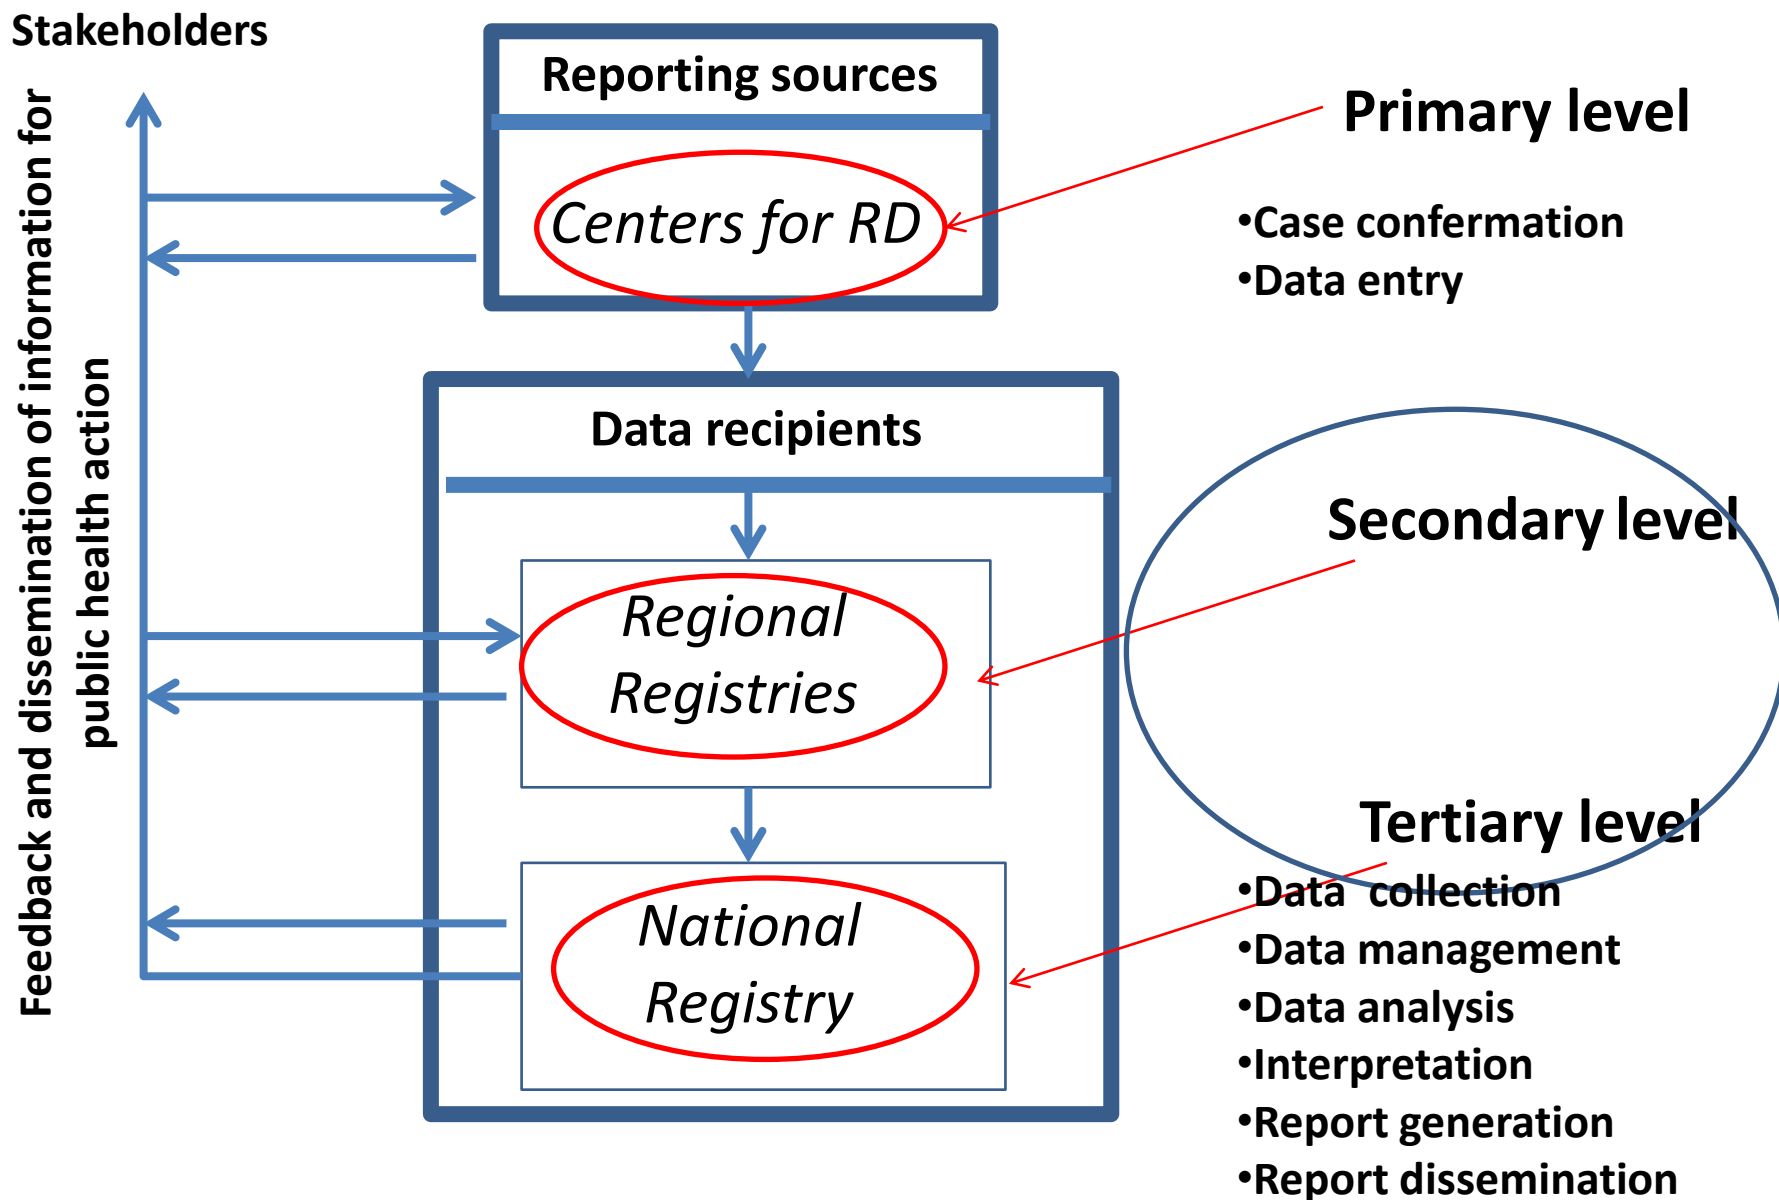 Stakeholders
Feedback and dissemination of information for
public health action
Reporting sources
Centers for RD
Primary level
•Case confermation
•Data entry
Data recipients
Regional
Registries
Secondary level
National
Registry
Tertiary level
•Data collection
•Data management
•Data analysis
•Interpretation
•Report generation
•Report dissemination